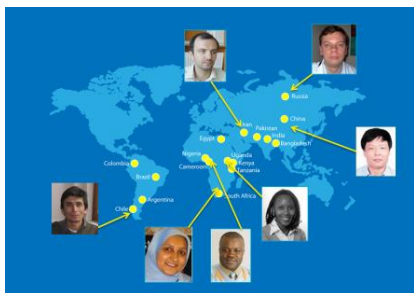 Russia
Iran
China
Pakistan
India
Egypt
Bangladesh
Nigeria
Uganda
Colombia
Kenya
Cameroon
Tanzania
Brazil
South Africa
Argentina
Chile